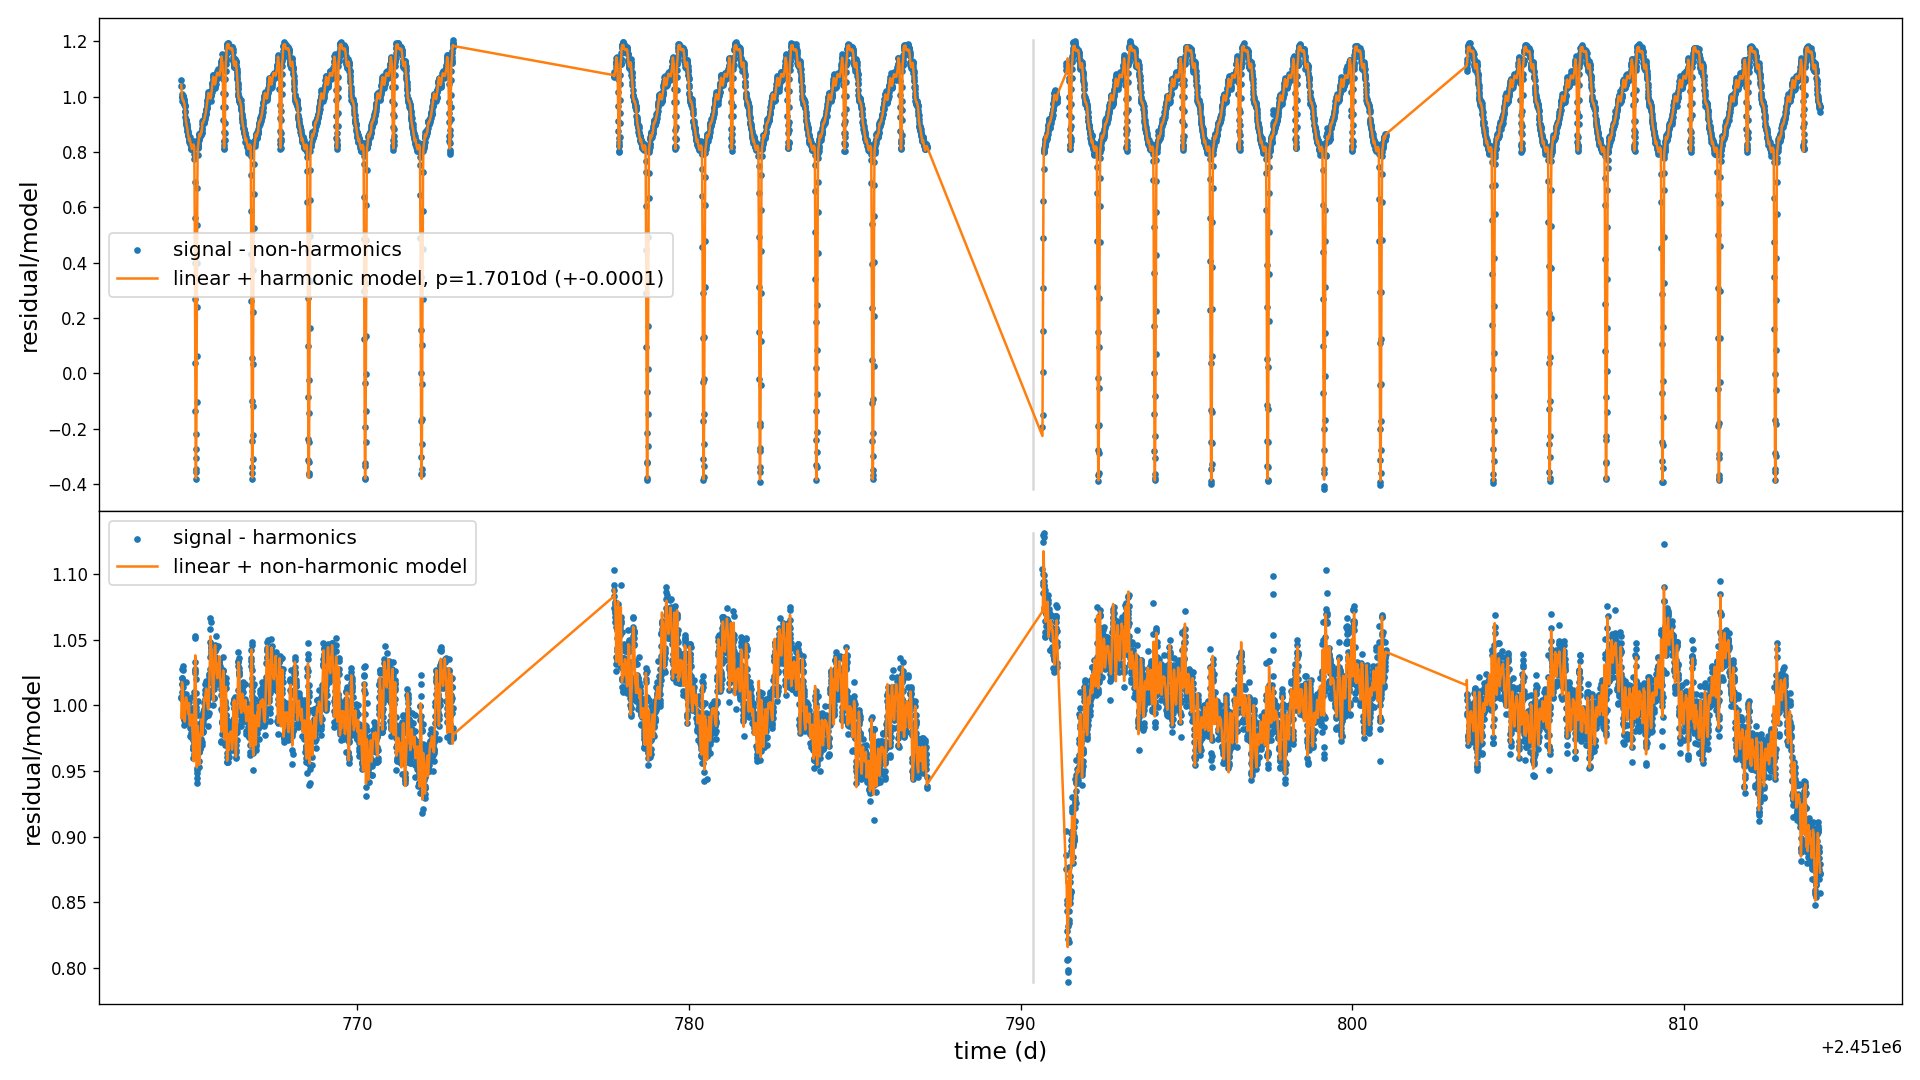 1.2
1.0
0.8
0.6
0.4
0.2
0.0
−0.2
−0.4
residual/model
signal - non-harmonics
linear + harmonic model, p=1.7010d (+-0.0001)
signal - harmonics
linear + non-harmonic model
1.10
1.05
1.00
0.95
0.90
0.85
0.80
residual/model
770
780
790
800
810
time (d)
+2.451e6